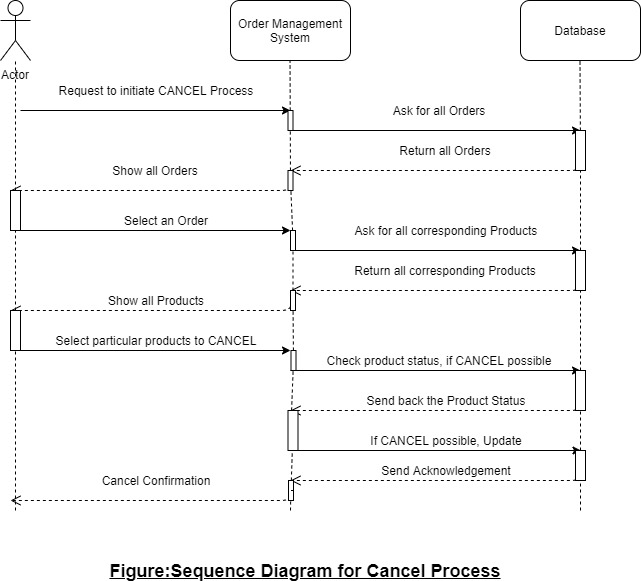 Order Management
System
Database
Actor
Request to initiate CANCEL Process
Ask for all Orders
Return all Orders
Show all Orders
Select an Order
Ask for all corresponding Products
Return all corresponding Products
Show all Products
Select particular products to CANCEL
Check product status, if CANCEL possible
Send back the Product Status
If CANCEL possible, Update
Send Acknowledgement
Cancel Confirmation
Figure:Sequence Diagram for Cancel Process